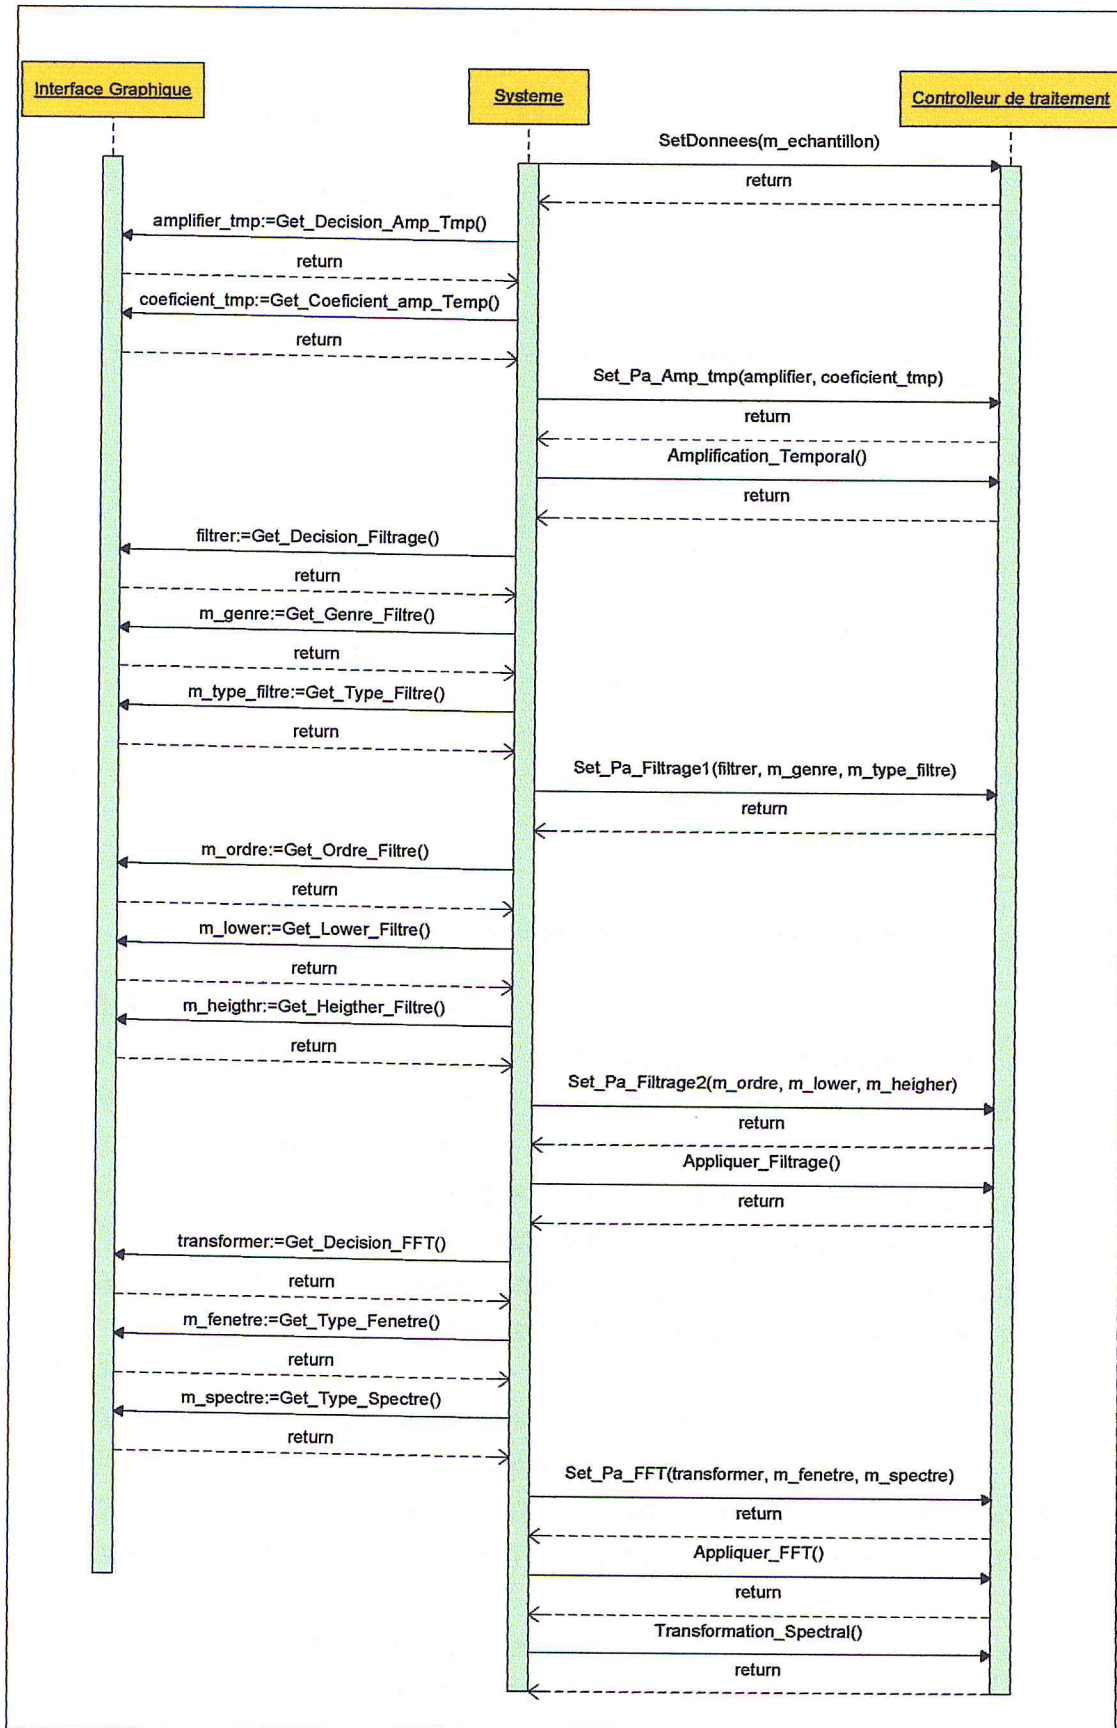 Interface Graphique
Systeme
Controlleur de traitement
SetDonnees(m_echantillon)
return
amplifier_tmp:=Get_Decision_Amp_Tmp()
return
coeficient_tmp:=Get_Coeficient_amp_Temp()
return
Set_Pa_Amp_tmp(amplifier, coeficient_tmp)
return
Amplification_Temporal()
return
filtrer:=Get_Decision_Filtrage()
return
m_genre:=Get_Genre_Filtre()
return
m_type_filtre:=Get_Type_Filtre()
return
Set_Pa_Filtrage1(filtrer, m_genre, m_type_filtre)
return
m_ordre:=Get_Ordre_Filtre()
return
m_lower:=Get_Lower_Filtre()
return
m_heigthr:=Get_Heigther_Filtre()
return
Set_Pa_Filtrage2(m_ordre, m_lower, m_heigher)
return
Appliquer_Filtrage()
return
transformer:=Get_Decision_FFT()
return
m_fenetre:=Get_Type_Fenetre()
return
m_spectre:=Get_Type_Spectre()
return
Set_Pa_FFT(transformer, m_fenetre, m_spectre)
return
Appliquer_FFT()
return
Transformation_Spectral()
return